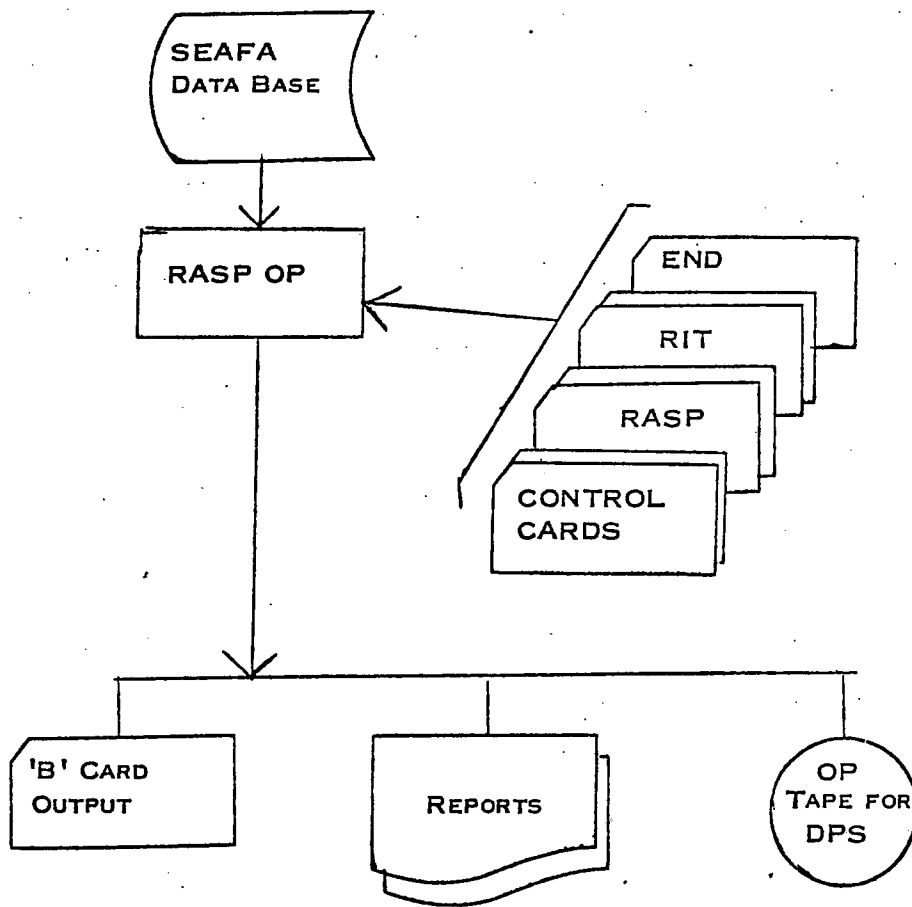 SEAFA
DATA BASE
RASP OP
END
RIT
RASP
CONTROL
CARDS
'B' CARD
OUTPUT
REPORTS
OP
TAPE FOR
DPS